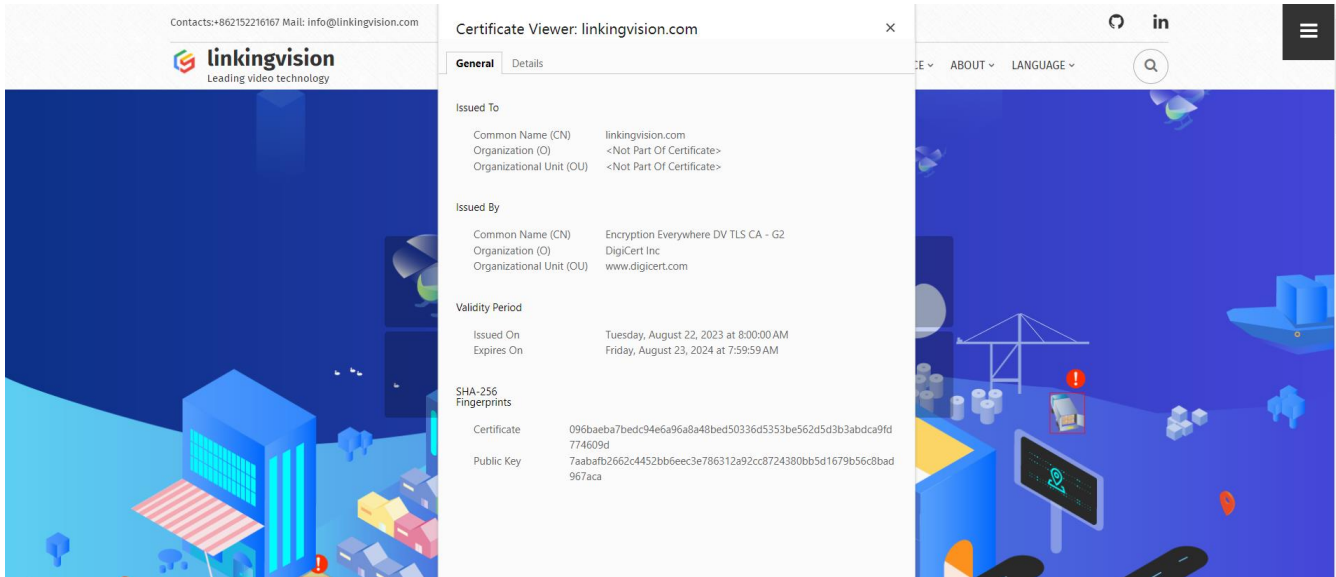 Contacts:+862152216167 Mail: info@linkingvision.com
in
linkingvision
Leading video technology
CE ABOUT LANGUAGE
Certificate Viewer: linkingvision.com
General Details
Issued To
Common Name (CN) linkingvision.com
Organization (O) <Not Part Of Certificate>
Organizational Unit (OU) <Not Part Of Certificate>
Issued By
Common Name (CN) Encryption Everywhere DV TLS CA - G2
Organization (O) DigiCert Inc
Organizational Unit (OU) www.digicert.com
Validity Period
Issued On Tuesday, August 22, 2023 at 8:00:00 AM
Expires On Friday, August 23, 2024 at 7:59:59 AM
SHA-256
Fingerprints
Certificate 096baeba7bedc94e6a96a8a48bed50336d5353be562d5d3b3abdca9fd
774609d
Public Key 7aabafb2662c4452bb6eec3e786312a92cc8724380bb5d1679b56c8bad
967aca